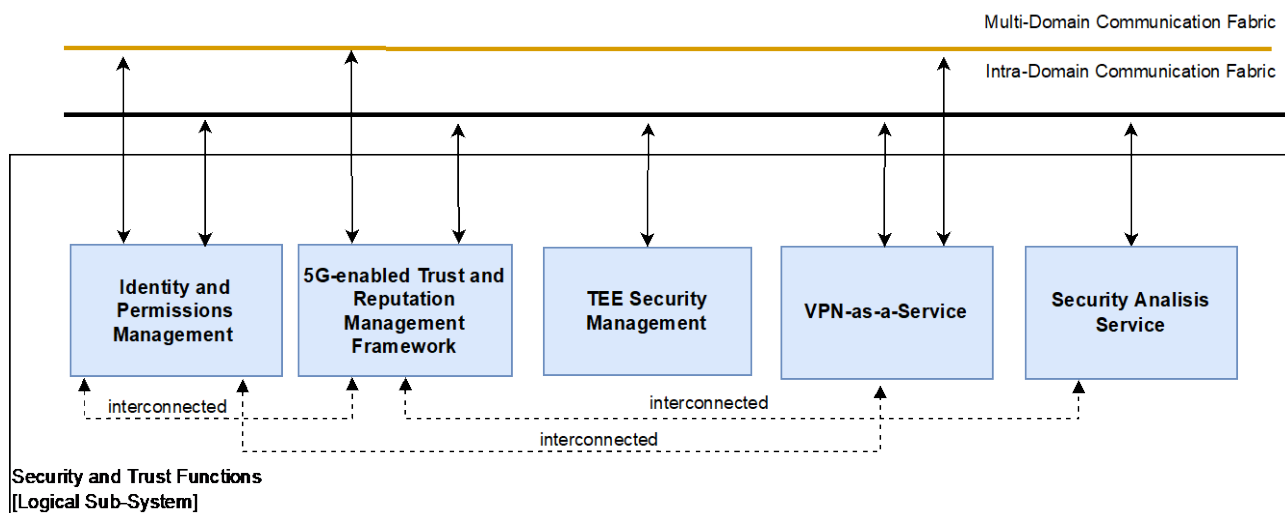 Multi-Domain Communication Fabric
Intra-Domain Communication Fabric
Identity and
Permissions
Management
5G-enabled Trust and
Reputation
Management
Framework
TEE Security
Management
VPN-as-a-Service
Security Analisis
Service
interconnected
interconnected
interconnected
Security and Trust Functions
[Logical Sub-System]